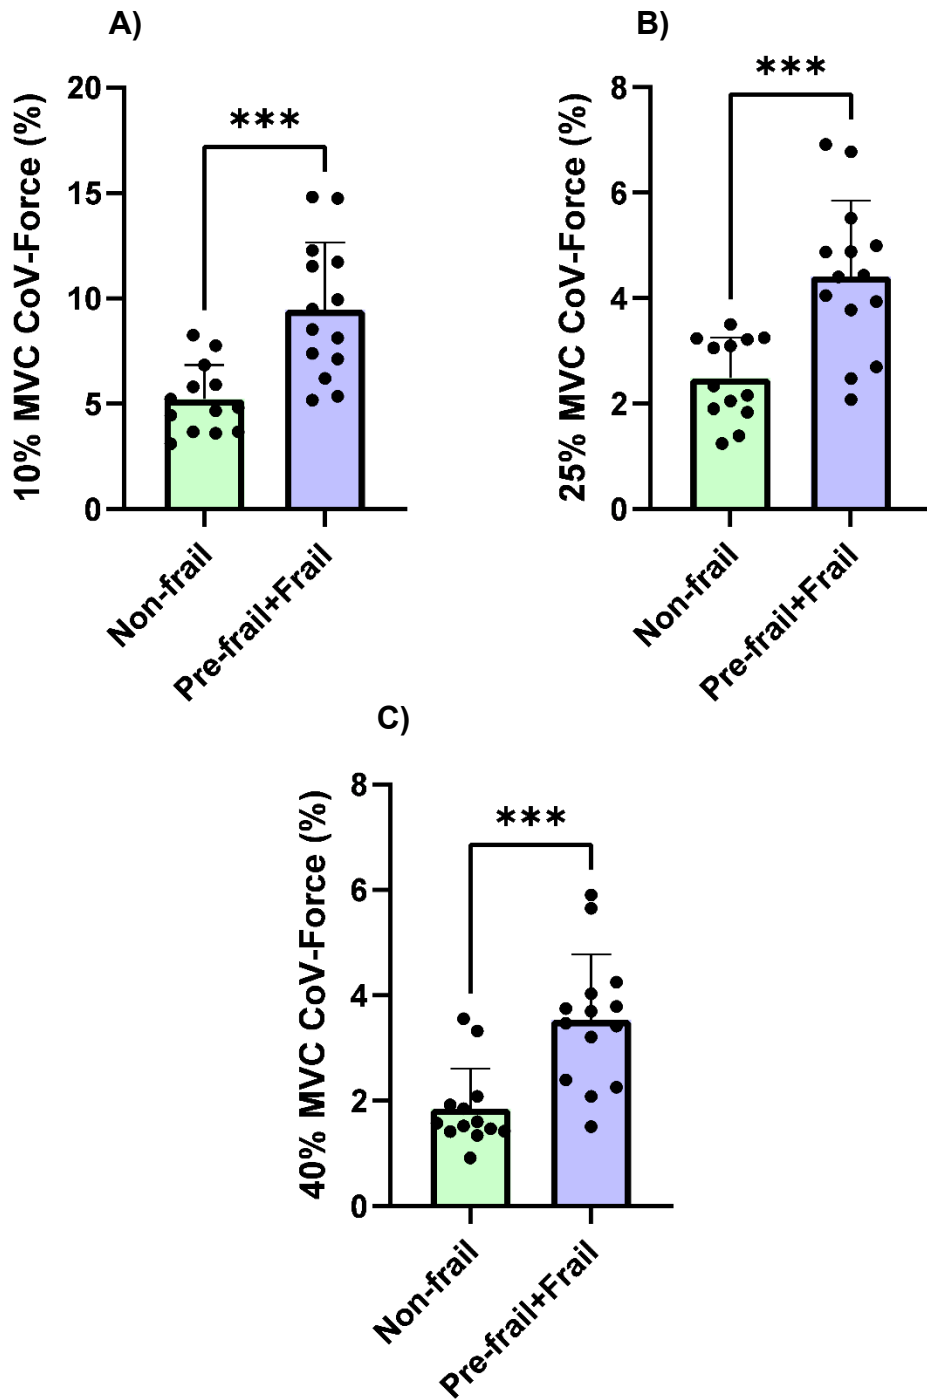 A)
10% MVC CoV-Force (%)
20
15
10
5
0
***
Non-frail
Pre-frail+Frail
B)
25% MVC CoV-Force (%)
8
6
4
2
0
***
Non-frail
Pre-frail+Frail
C)
40% MVC CoV-Force (%)
8
6
4
2
0
***
Non-frail
Pre-frail+Frail